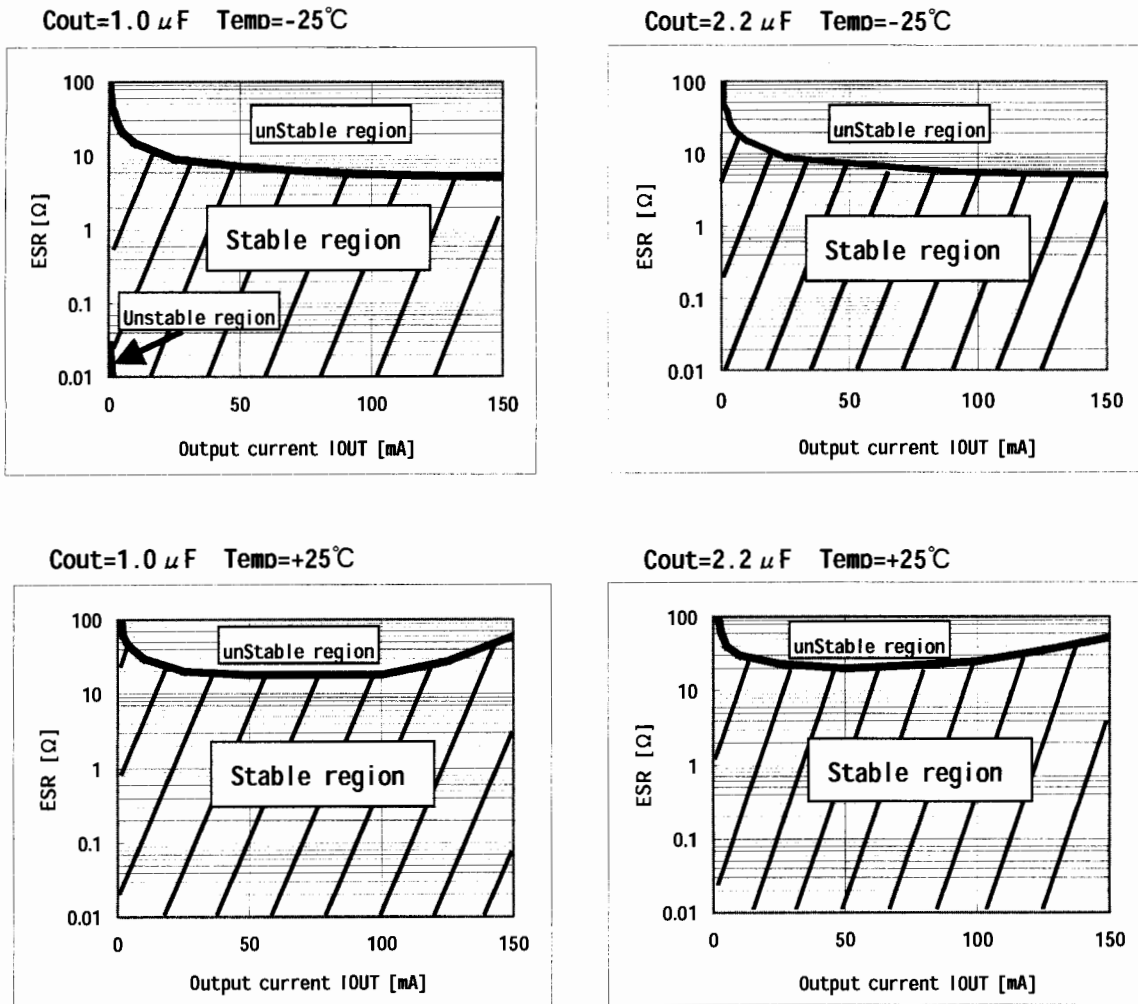 Cout=1.0 μF Temp=-25℃
100
10
1
0.1
0.01
ESR [Ω]
unStable region
Stable region
Unstable region
0 50 100 150
Output current IOUT [mA]
Cout=2.2 μF Temp=-25℃
100
10
1
0.1
0.01
ESR [Ω]
unStable region
Stable region
0 50 100 150
Output current IOUT [mA]
Cout=1.0 μF Temp=+25℃
100
10
1
0.1
0.01
ESR [Ω]
unStable region
Stable region
0 50 100 150
Output current IOUT [mA]
Cout=2.2 μF Temp=+25℃
100
10
1
0.1
0.01
ESR [Ω]
unStable region
Stable region
0 50 100 150
Output current IOUT [mA]